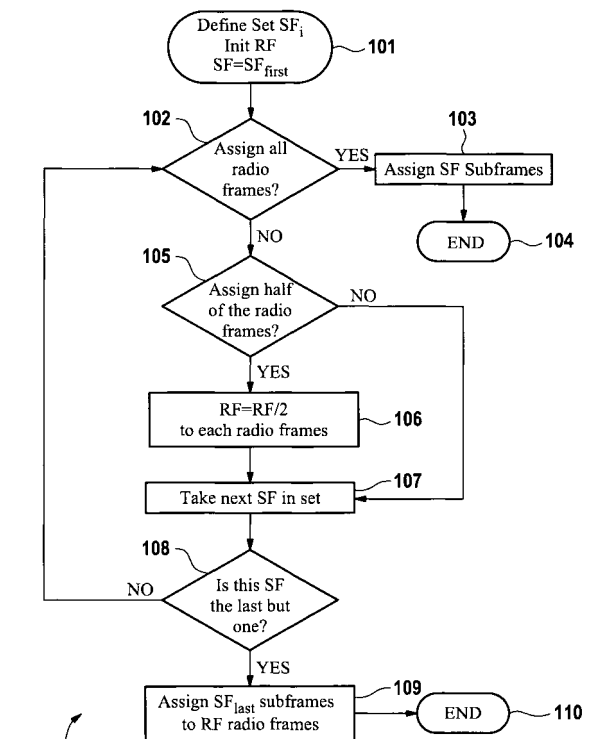 Define Set SFi
Init RF
SF=SFfirst
101
102
Assign all
radio
frames?
YES
103
Assign SF Subframes
END
104
NO
105
Assign half
of the radio
frames?
NO
YES
RF=RF/2
to each radio frames
106
107
Take next SF in set
108
Is this SF
the last but
one?
NO
YES
109
Assign SFlast subframes
to RF radio frames
END
110